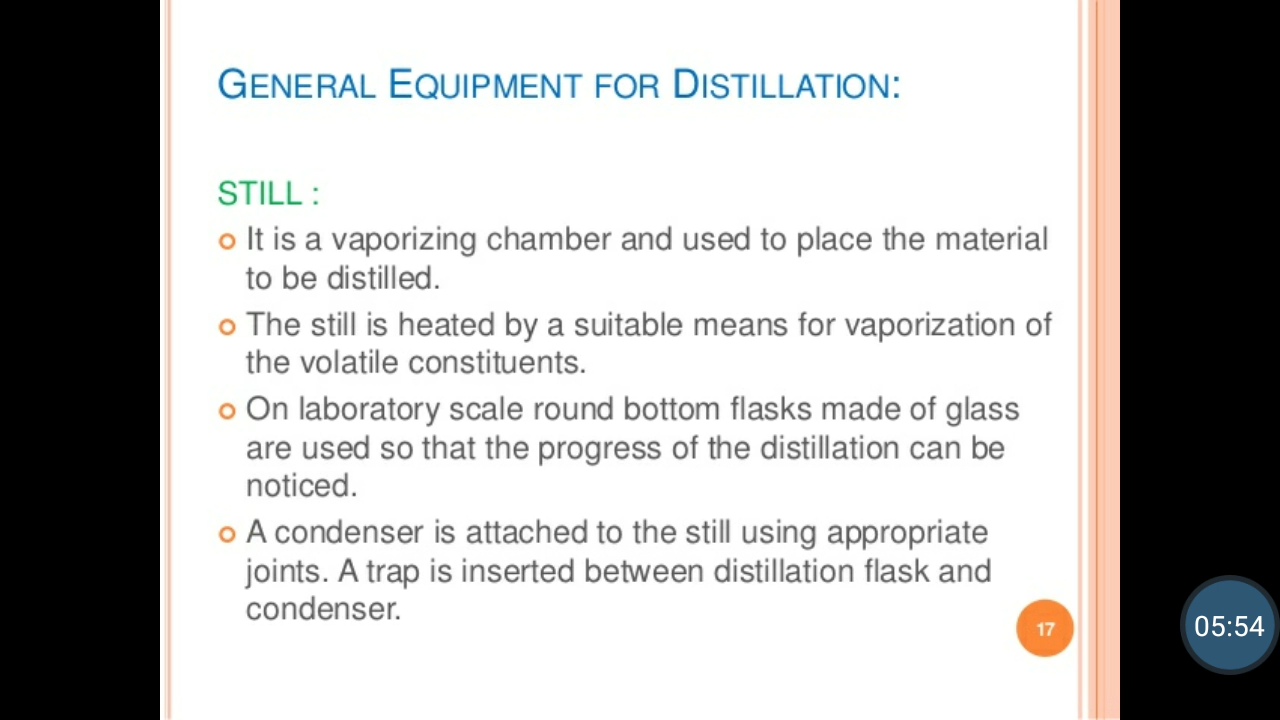 GENERAL EQUIPMENT FOR DISTILLATION:
STILL :
It is a vaporizing chamber and used to place the material
to be distilled.
The still is heated by a suitable means for vaporization of
the volatile constituents.
On laboratory scale round bottom flasks made of glass
are used so that the progress of the distillation can be
noticed.
A condenser is attached to the still using appropriate
joints. A trap is inserted between distillation flask and
condenser.
17
05:54